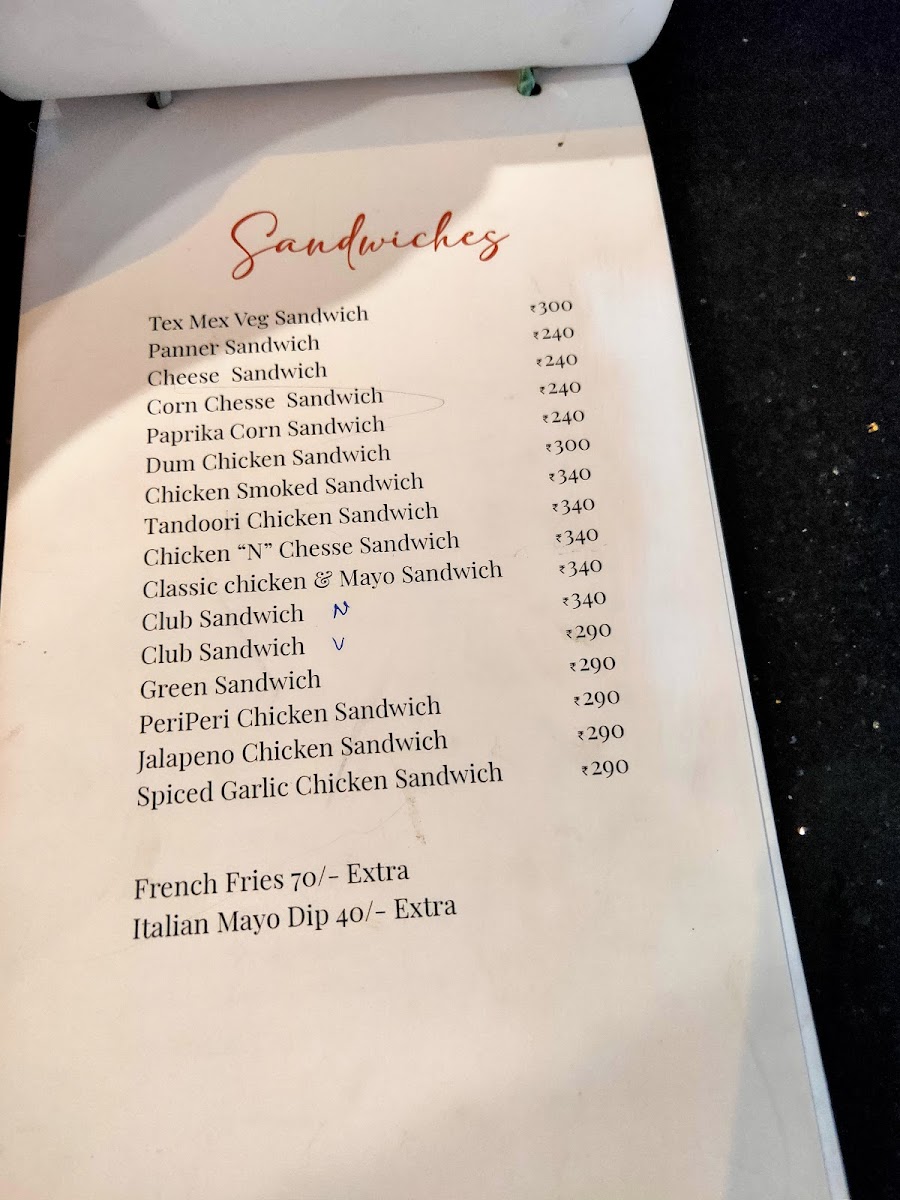 Sandwiches
Tex Mex Veg Sandwich ₹300
Panner Sandwich ₹240
Cheese Sandwich ₹240
Corn Chesse Sandwich ₹240
Paprika Corn Sandwich ₹240
Dum Chicken Sandwich ₹300
Chicken Smoked Sandwich ₹340
Tandoori Chicken Sandwich ₹340
Chicken “N” Chesse Sandwich ₹340
Classic chicken & Mayo Sandwich ₹340
Club Sandwich N ₹340
Club Sandwich V ₹290
Green Sandwich ₹290
PeriPeri Chicken Sandwich ₹290
Jalapeno Chicken Sandwich ₹290
Spiced Garlic Chicken Sandwich ₹290
French Fries 70/- Extra
Italian Mayo Dip 40/- Extra